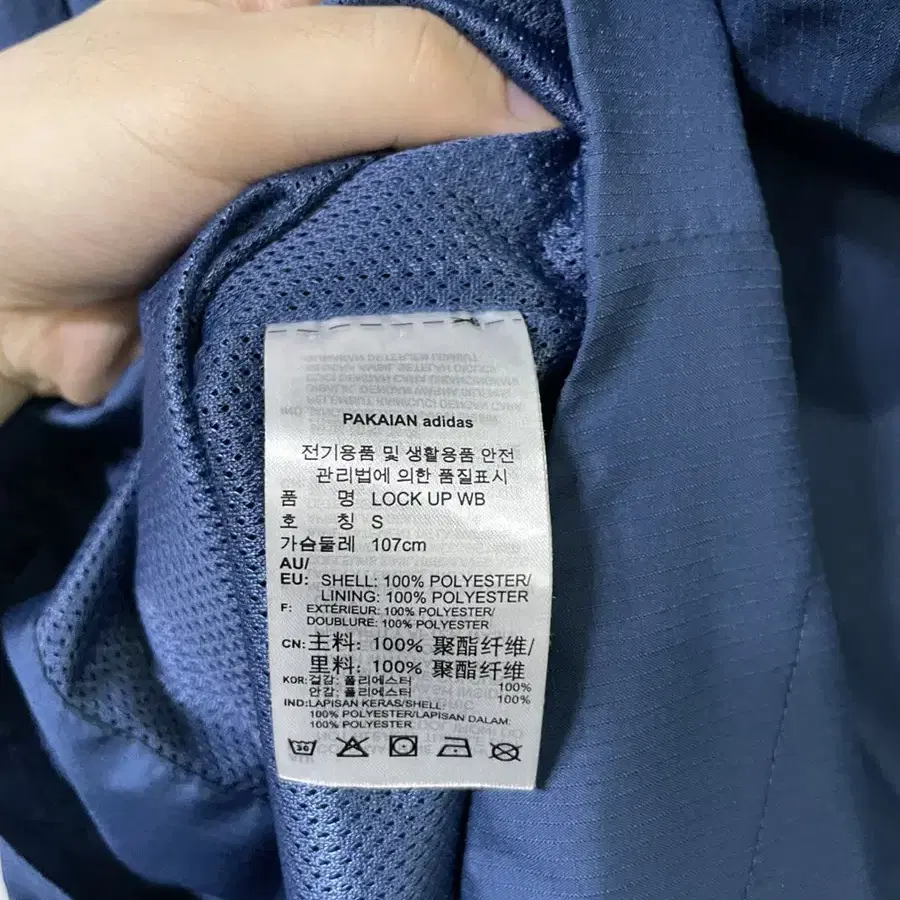 PAKAIAN adidas
전기용품 및 생활용품 안전
관리법에 의한 품질표시
품 명 LOCK UP WB
호 칭 S
가슴둘레 107cm
AU/
EU: SHELL: 100% POLYESTER/
LINING: 100% POLYESTER
F: EXTÉRIEUR: 100% POLYESTER/
DOUBLURE: 100% POLYESTER
CN: 主料: 100% 聚酯纤维/
里料: 100% 聚酯纤维
KOR: 겉감: 폴리에스터 100%
안감: 폴리에스터 100%
IND: LAPISAN KERAS/SHELL:
100% POLYESTER/LAPISAN DALAM:
100% POLYESTER
30